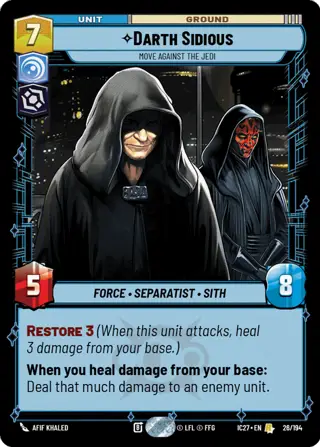 7
UNIT
GROUND
✧Darth Sidious
MOVE AGAINST THE JEDI
5
FORCE • SEPARATIST • SITH
8
RESTORE 3 (When this unit attacks, heal
3 damage from your base.)
When you heal damage from your base:
Deal that much damage to an enemy unit.
AFIF KHALED
© LFL © FFG
IC27•EN
26/194